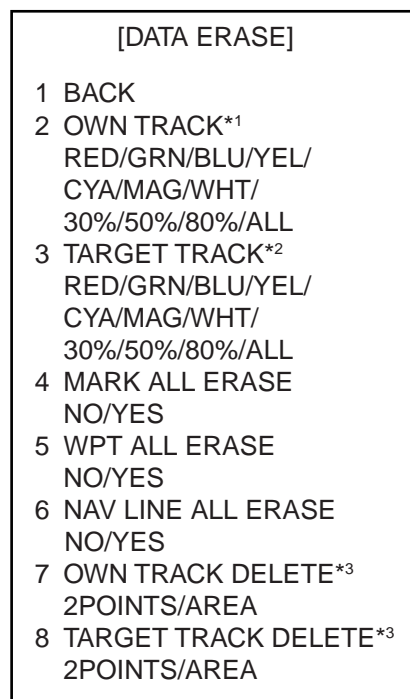 [DATA ERASE]
1 BACK
2 OWN TRACK*1
RED/GRN/BLU/YEL/
CYA/MAG/WHT/
30%/50%/80%/ALL
3 TARGET TRACK*2
RED/GRN/BLU/YEL/
CYA/MAG/WHT/
30%/50%/80%/ALL
4 MARK ALL ERASE
NO/YES
5 WPT ALL ERASE
NO/YES
6 NAV LINE ALL ERASE
NO/YES
7 OWN TRACK DELETE*3
2POINTS/AREA
8 TARGET TRACK DELETE*3
2POINTS/AREA